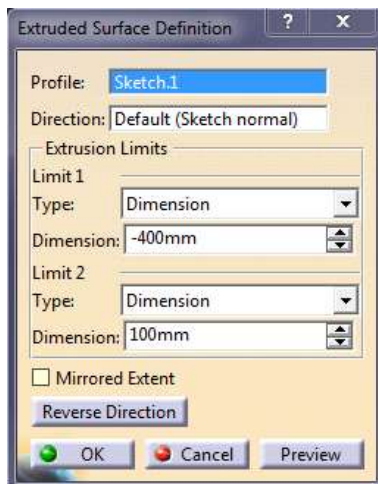 Extruded Surface Definition ? x
Profile: Sketch.1
Direction: Default (Sketch normal)
Extrusion Limits
Limit 1
Type: Dimension
Dimension: -400mm
Limit 2
Type: Dimension
Dimension: 100mm
Mirrored Extent
Reverse Direction
OK Cancel Preview